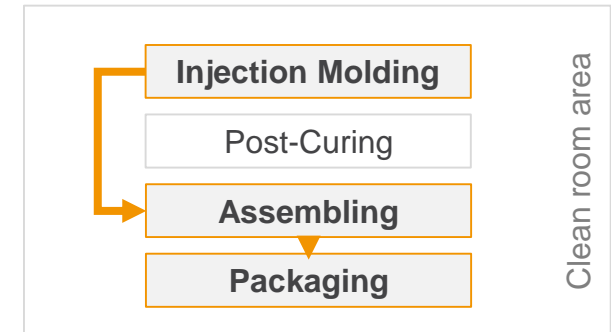 Injection Molding
Post-Curing
Assembling
Packaging
Clean room area